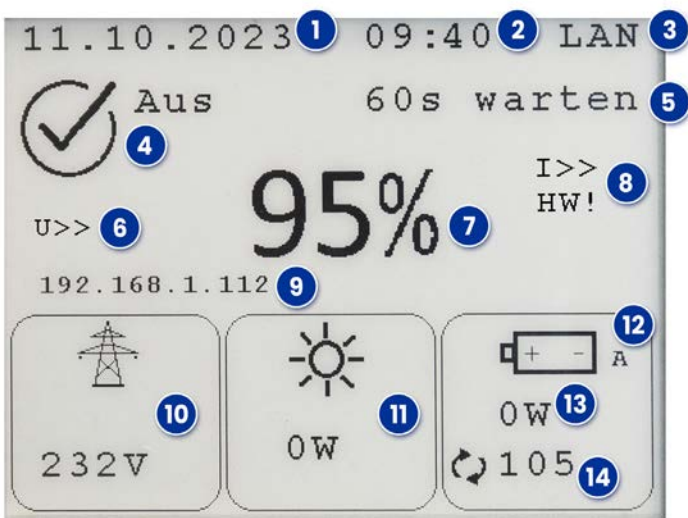 11.10.2023 1 09:40 2 LAN 3
Aus 60s warten 5
4
I>> 8
HW!
U>> 6 95% 7
192.168.1.112 9
12
+ - A
10 11 0W 13
232V 0W 105 14